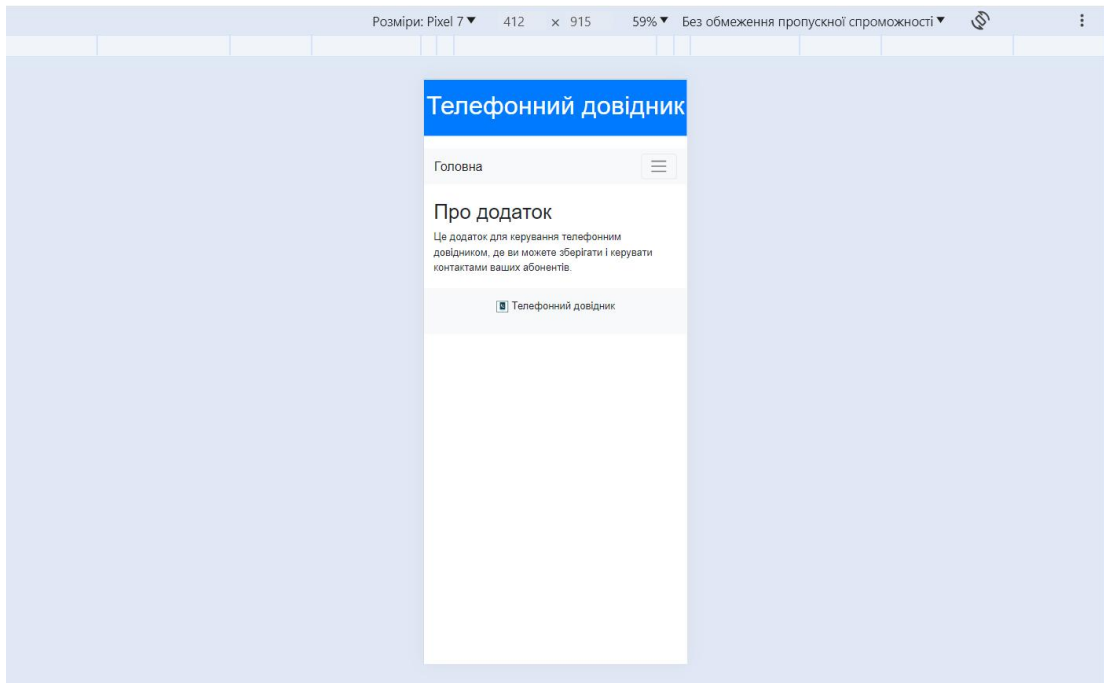 Розміри: Pixel 7 412 × 915 59% Без обмеження пропускної спроможності
Телефонний довідник
Головна
Про додаток
Це додаток для керування телефонним
довідником, де ви можете зберігати і керувати
контактами ваших абонентів.
Телефонний довідник